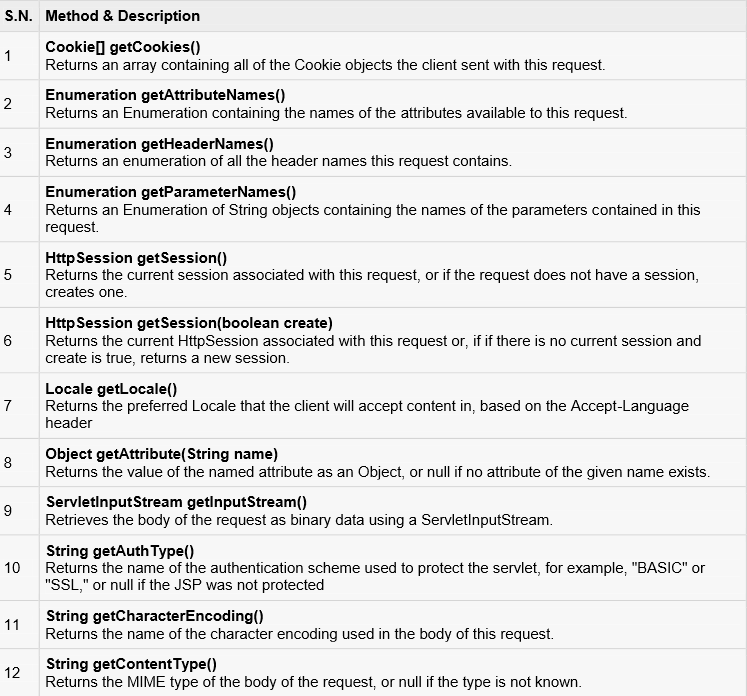 S.N. Method & Description
1
Cookie[] getCookies()
Returns an array containing all of the Cookie objects the client sent with this request.
2
Enumeration getAttributeNames()
Returns an Enumeration containing the names of the attributes available to this request.
3
Enumeration getHeaderNames()
Returns an enumeration of all the header names this request contains.
4
Enumeration getParameterNames()
Returns an Enumeration of String objects containing the names of the parameters contained in this
request.
5
HttpSession getSession()
Returns the current session associated with this request, or if the request does not have a session,
creates one.
6
HttpSession getSession(boolean create)
Returns the current HttpSession associated with this request or, if if there is no current session and
create is true, returns a new session.
7
Locale getLocale()
Returns the preferred Locale that the client will accept content in, based on the Accept-Language
header
8
Object getAttribute(String name)
Returns the value of the named attribute as an Object, or null if no attribute of the given name exists.
9
ServletInputStream getInputStream()
Retrieves the body of the request as binary data using a ServletInputStream.
10
String getAuthType()
Returns the name of the authentication scheme used to protect the servlet, for example, "BASIC" or
"SSL," or null if the JSP was not protected
11
String getCharacterEncoding()
Returns the name of the character encoding used in the body of this request.
12
String getContentType()
Returns the MIME type of the body of the request, or null if the type is not known.